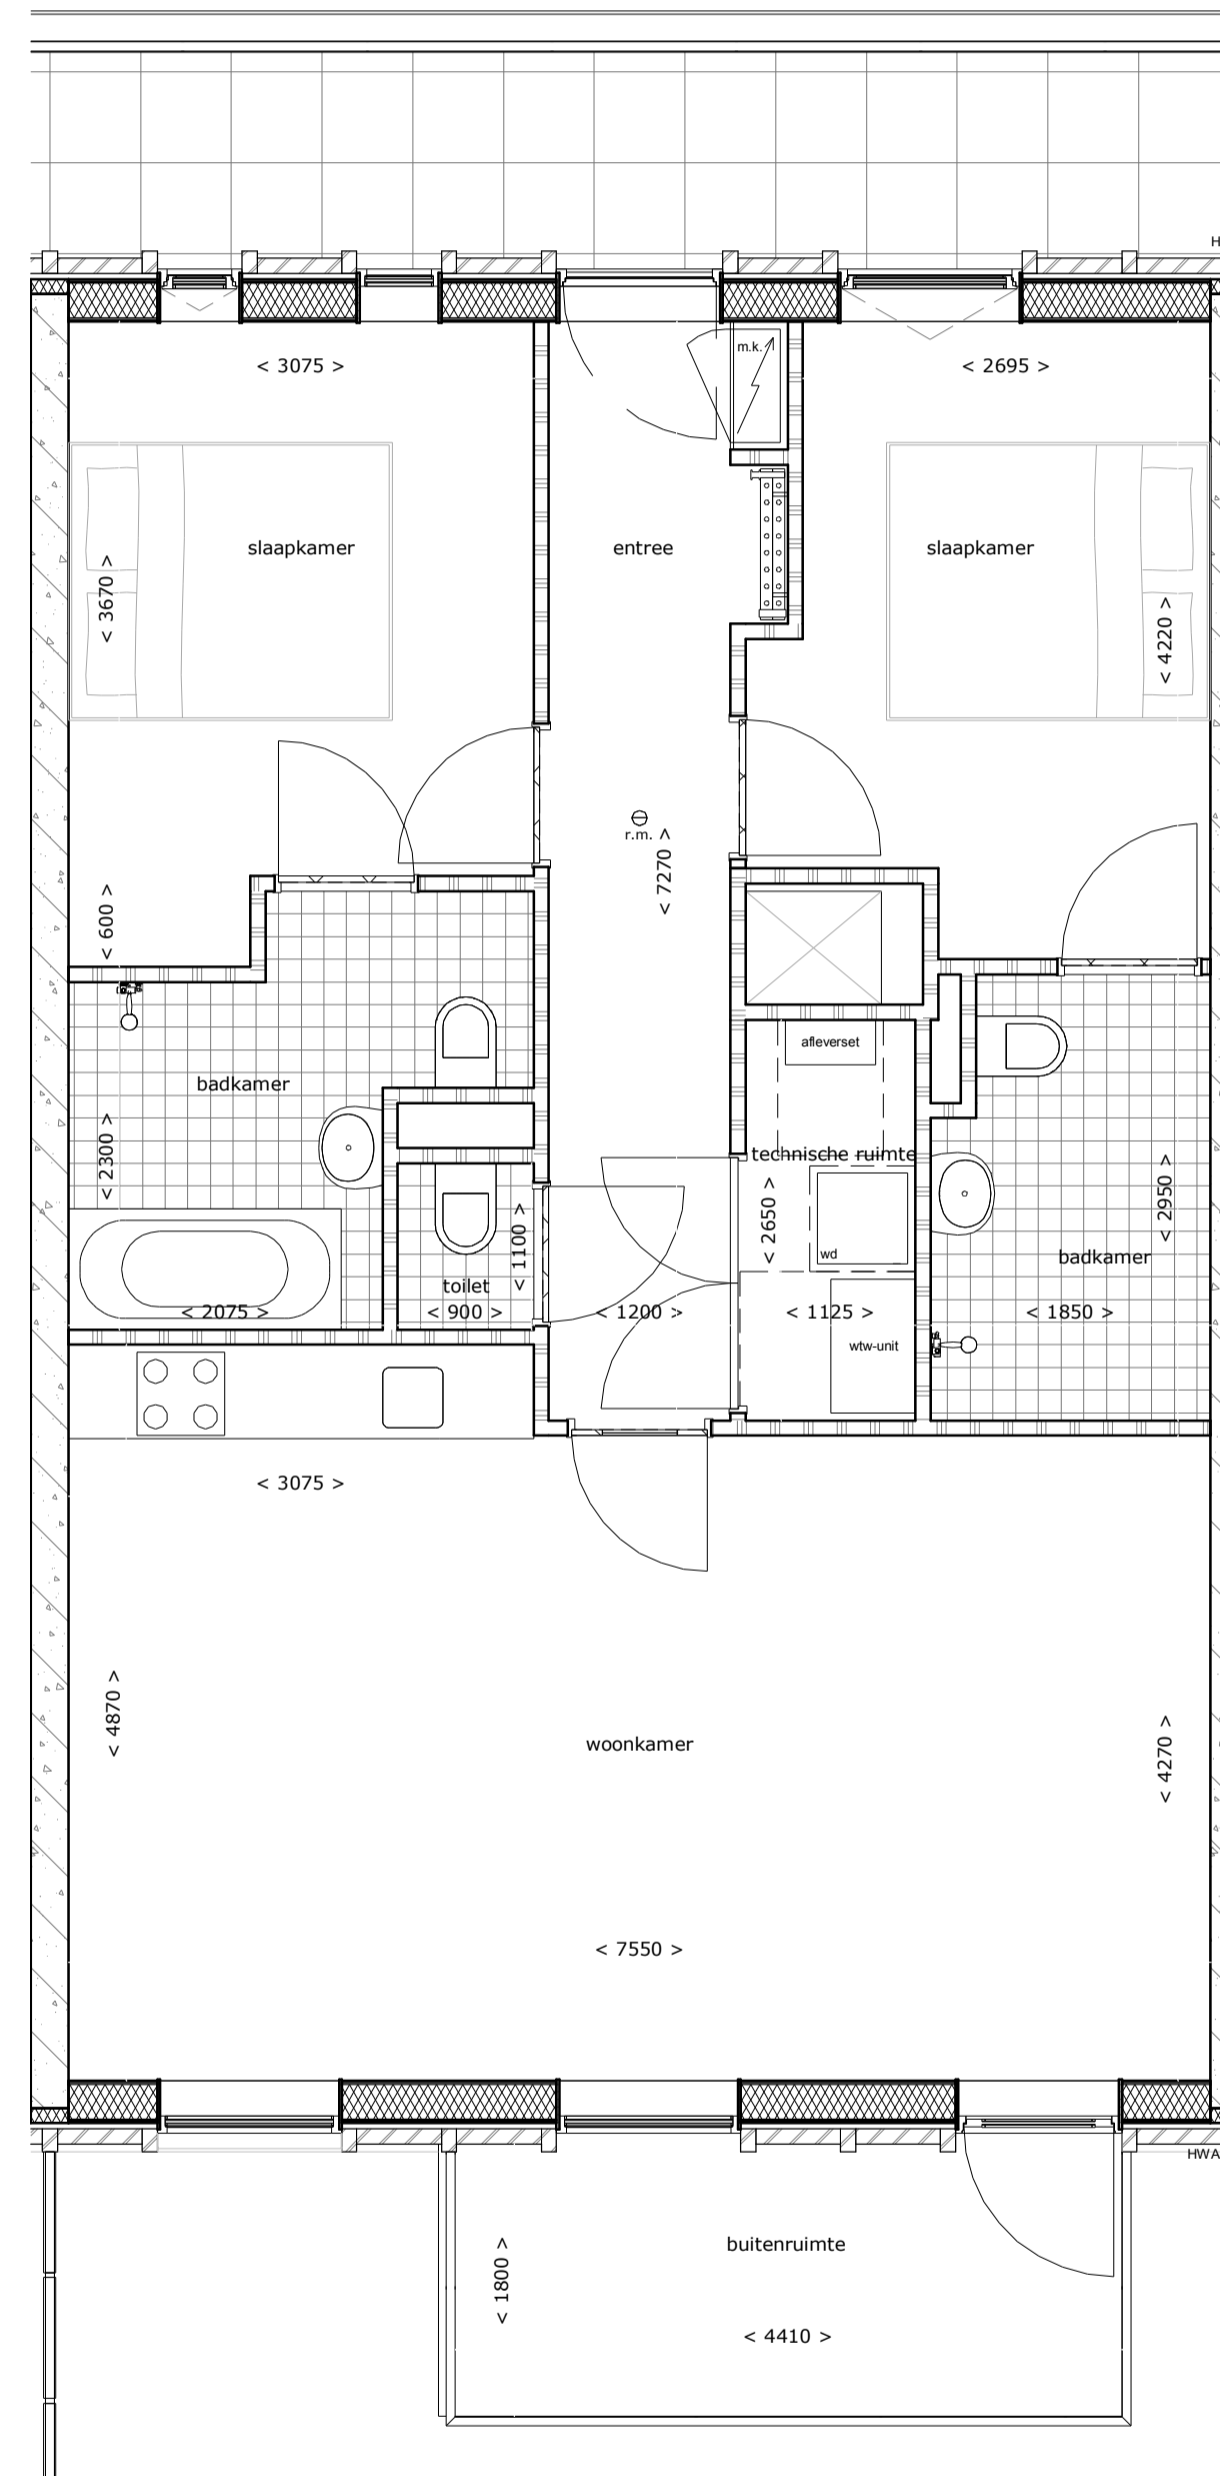 H
m.k.
< 3075 >
< 2695 >
slaapkamer
entree
slaapkamer
< 3670 >
< 4220 >
r.m.
< 7270 >
< 600 >
afleverset
badkamer
< 2300 >
technische ruimte
< 2650 >
< 2950 >
wd
badkamer
< 1100 >
toilet
< 2075 >
< 900 >
< 1200 >
< 1125 >
< 1850 >
wtw-unit
< 3075 >
< 4870 >
woonkamer
< 4270 >
< 7550 >
HWA
buitenruimte
< 1800 >
< 4410 >